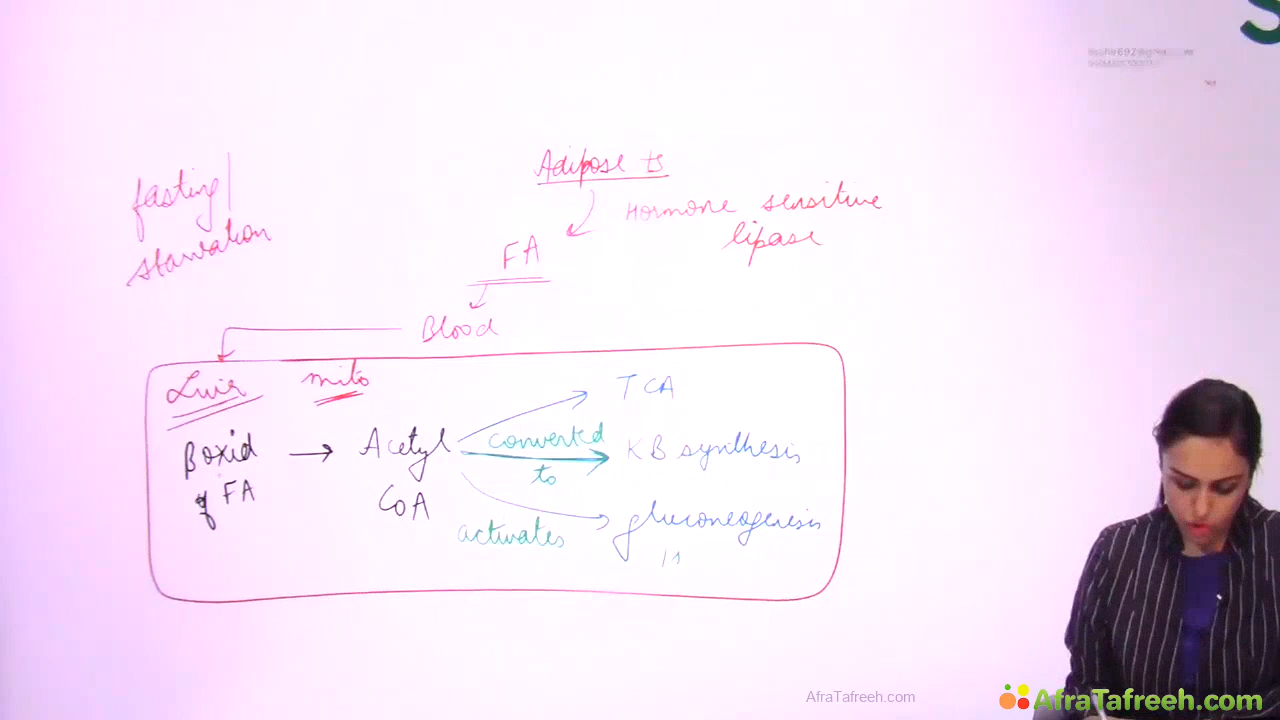 fasting/
starvation
Adipose ts
Hormone sensitive
lipase
FA
Blood
Liver
mito
β oxid
of FA
Acetyl
CoA
converted
to
activates
TCA
KB synthesis
gluconeogenesis
AfraTafreeh.com
AfraTafreeh.com